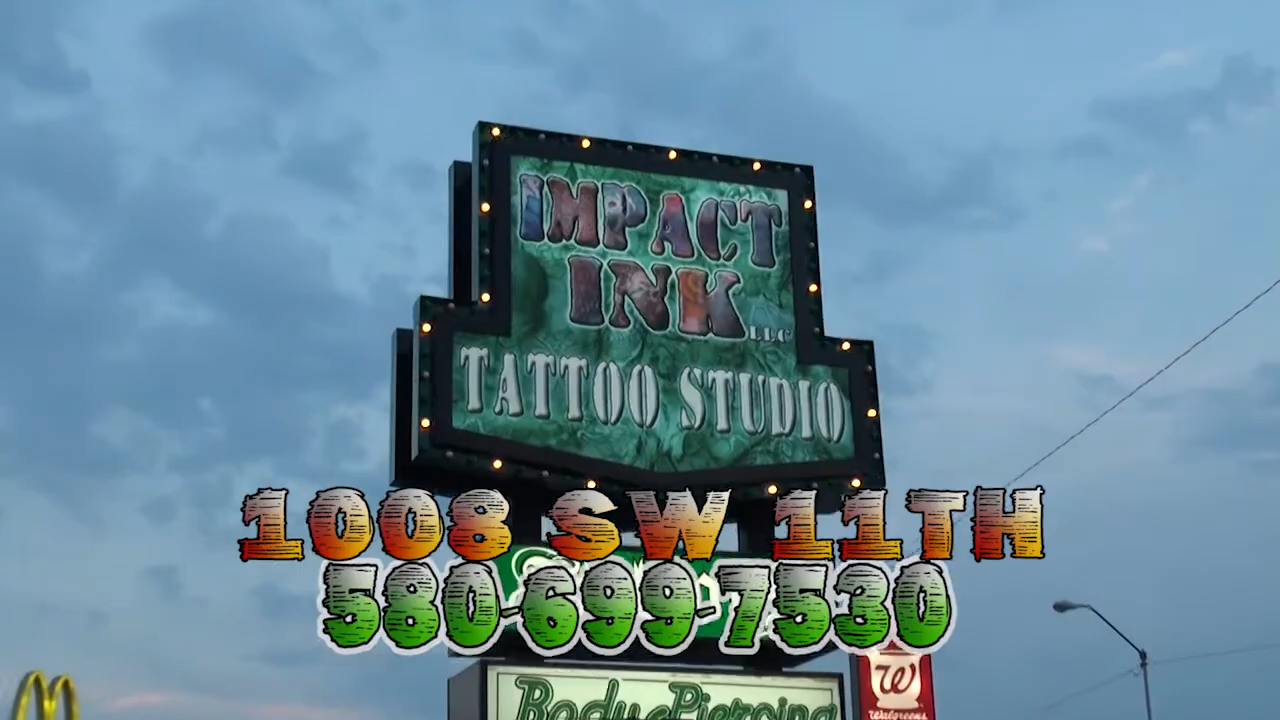 IMPACT
INK
LLC
TATTOO STUDIO
1008 SW 11TH
580-699-7530
Body Piercing
W
Walgreens